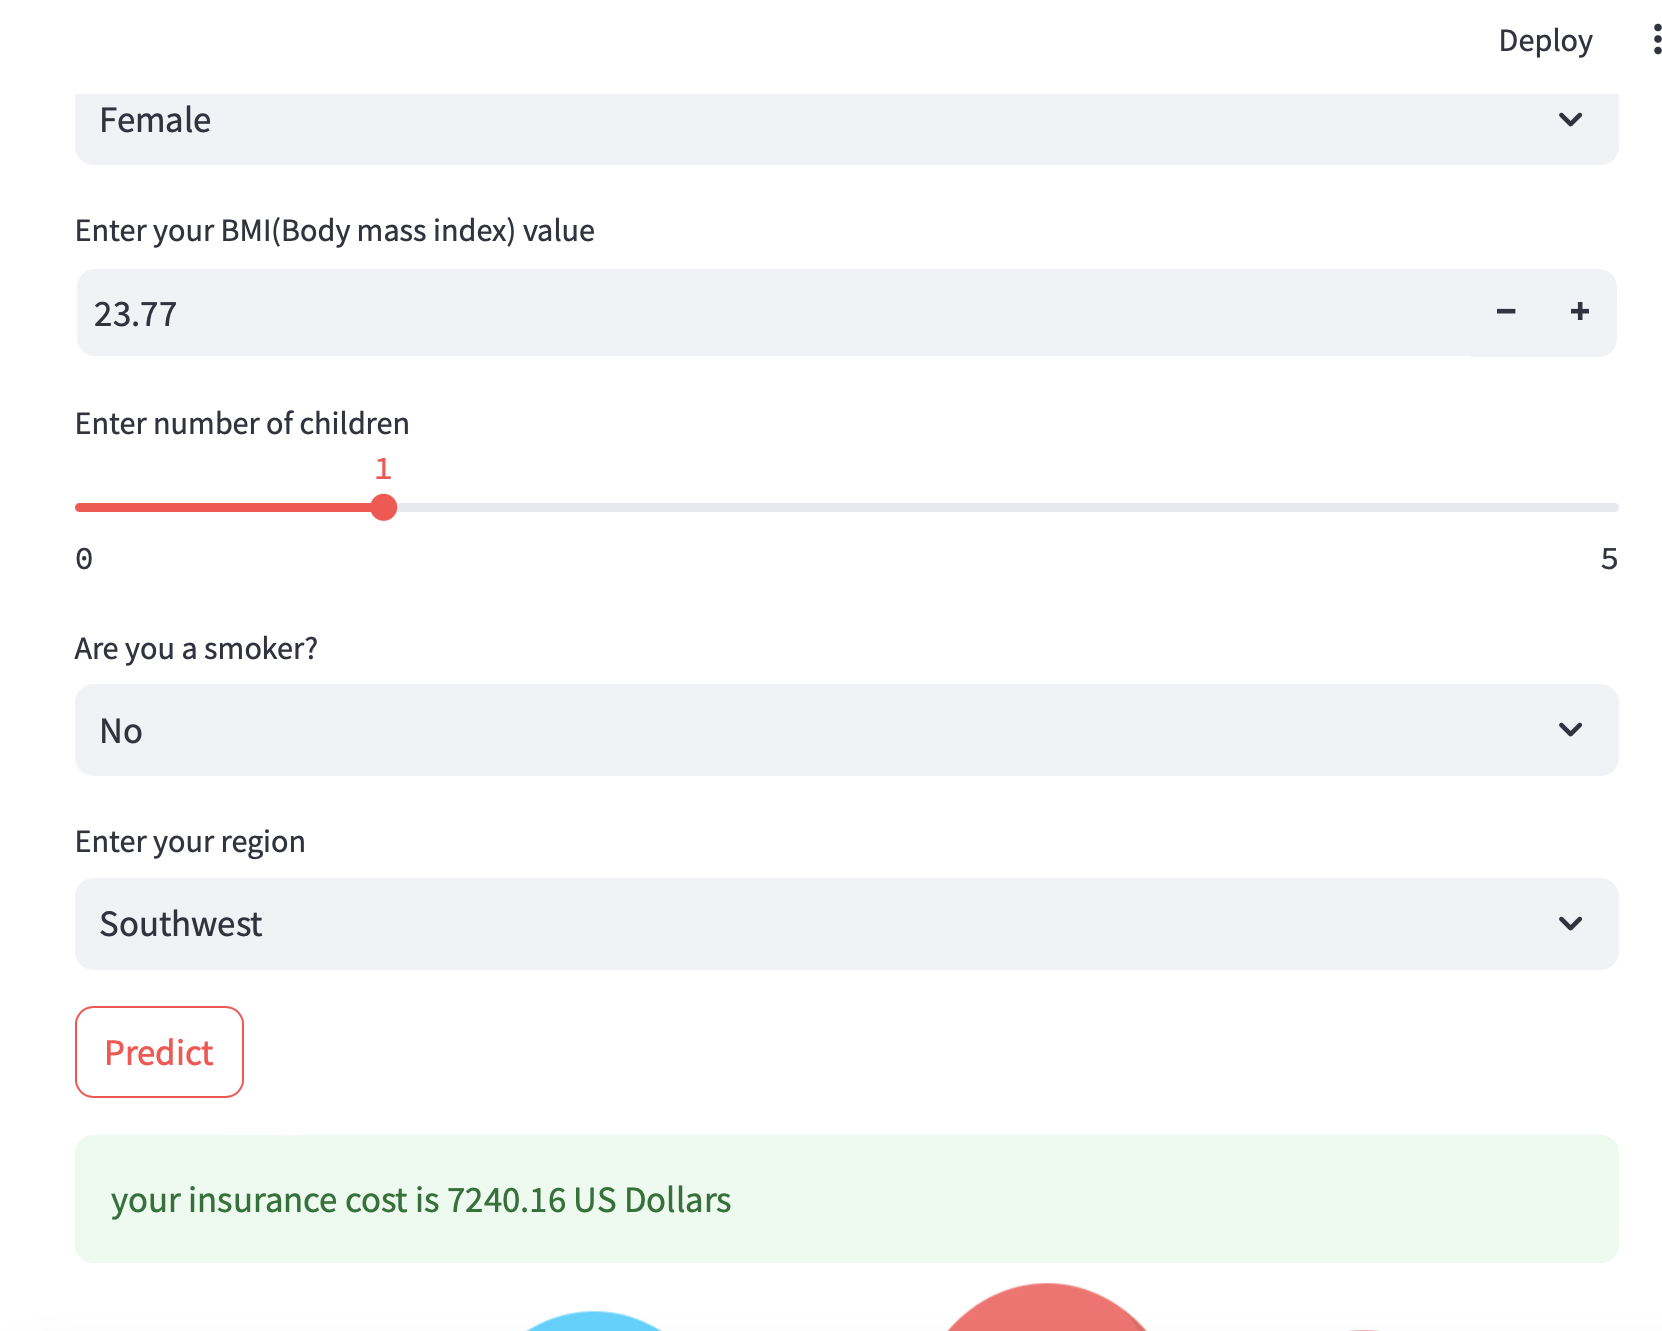 Deploy
Female
Enter your BMI(Body mass index) value
23.77
Enter number of children
1
0 5
Are you a smoker?
No
Enter your region
Southwest
Predict
your insurance cost is 7240.16 US Dollars